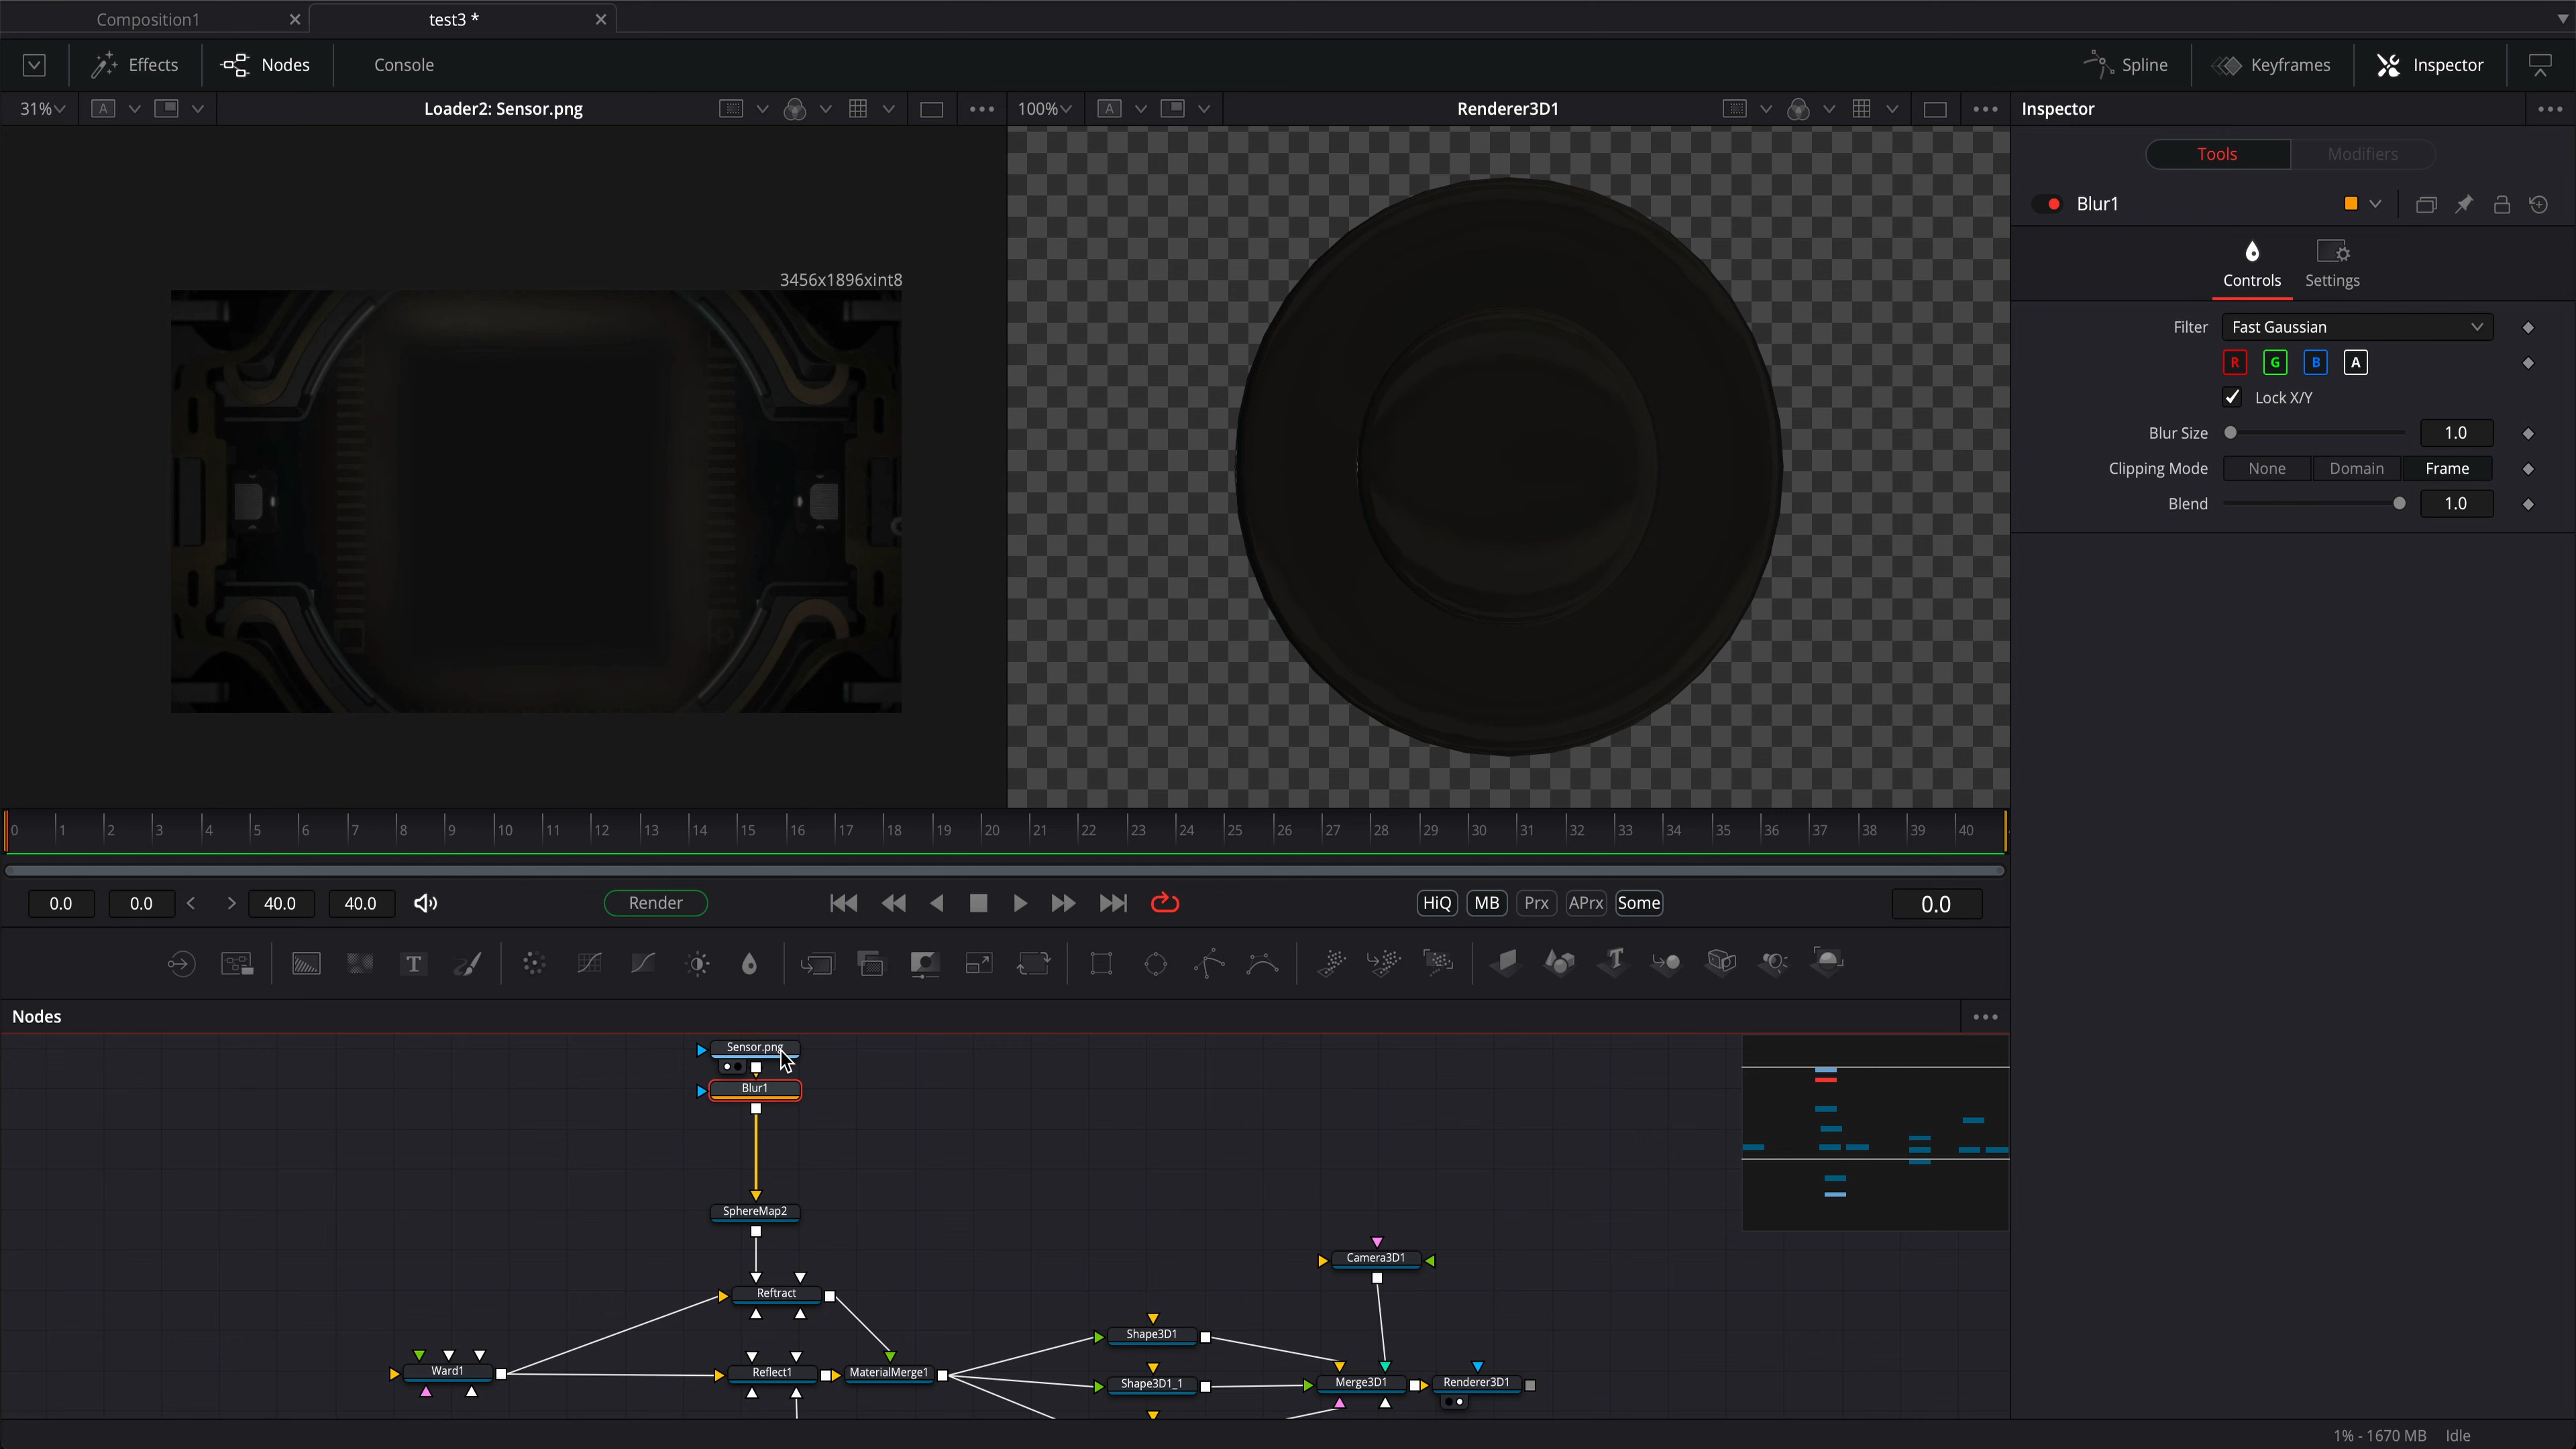 Composition1
test3 *
Effects
Nodes
Console
Spline
Keyframes
Inspector
31%
A
Loader2: Sensor.png
100%
A
Renderer3D1
Inspector
Tools
Modifiers
Blur1
Controls
Settings
Filter
Fast Gaussian
R G B A
Lock X/Y
Blur Size
1.0
Clipping Mode
None
Domain
Frame
Blend
1.0
3456x1896xint8
0 1 2 3 4 5 6 7 8 9 10 11 12 13 14 15 16 17 18 19 20 21 22 23 24 25 26 27 28 29 30 31 32 33 34 35 36 37 38 39 40
0.0
0.0
40.0
40.0
Render
HiQ
MB
Prx
APrx
Some
0.0
T
Nodes
Sensor.png
Blur1
SphereMap2
Camera3D1
Reftract
Shape3D1
Ward1
Reflect1
MaterialMerge1
Shape3D1_1
Merge3D1
Renderer3D1
1% - 1670 MB
Idle